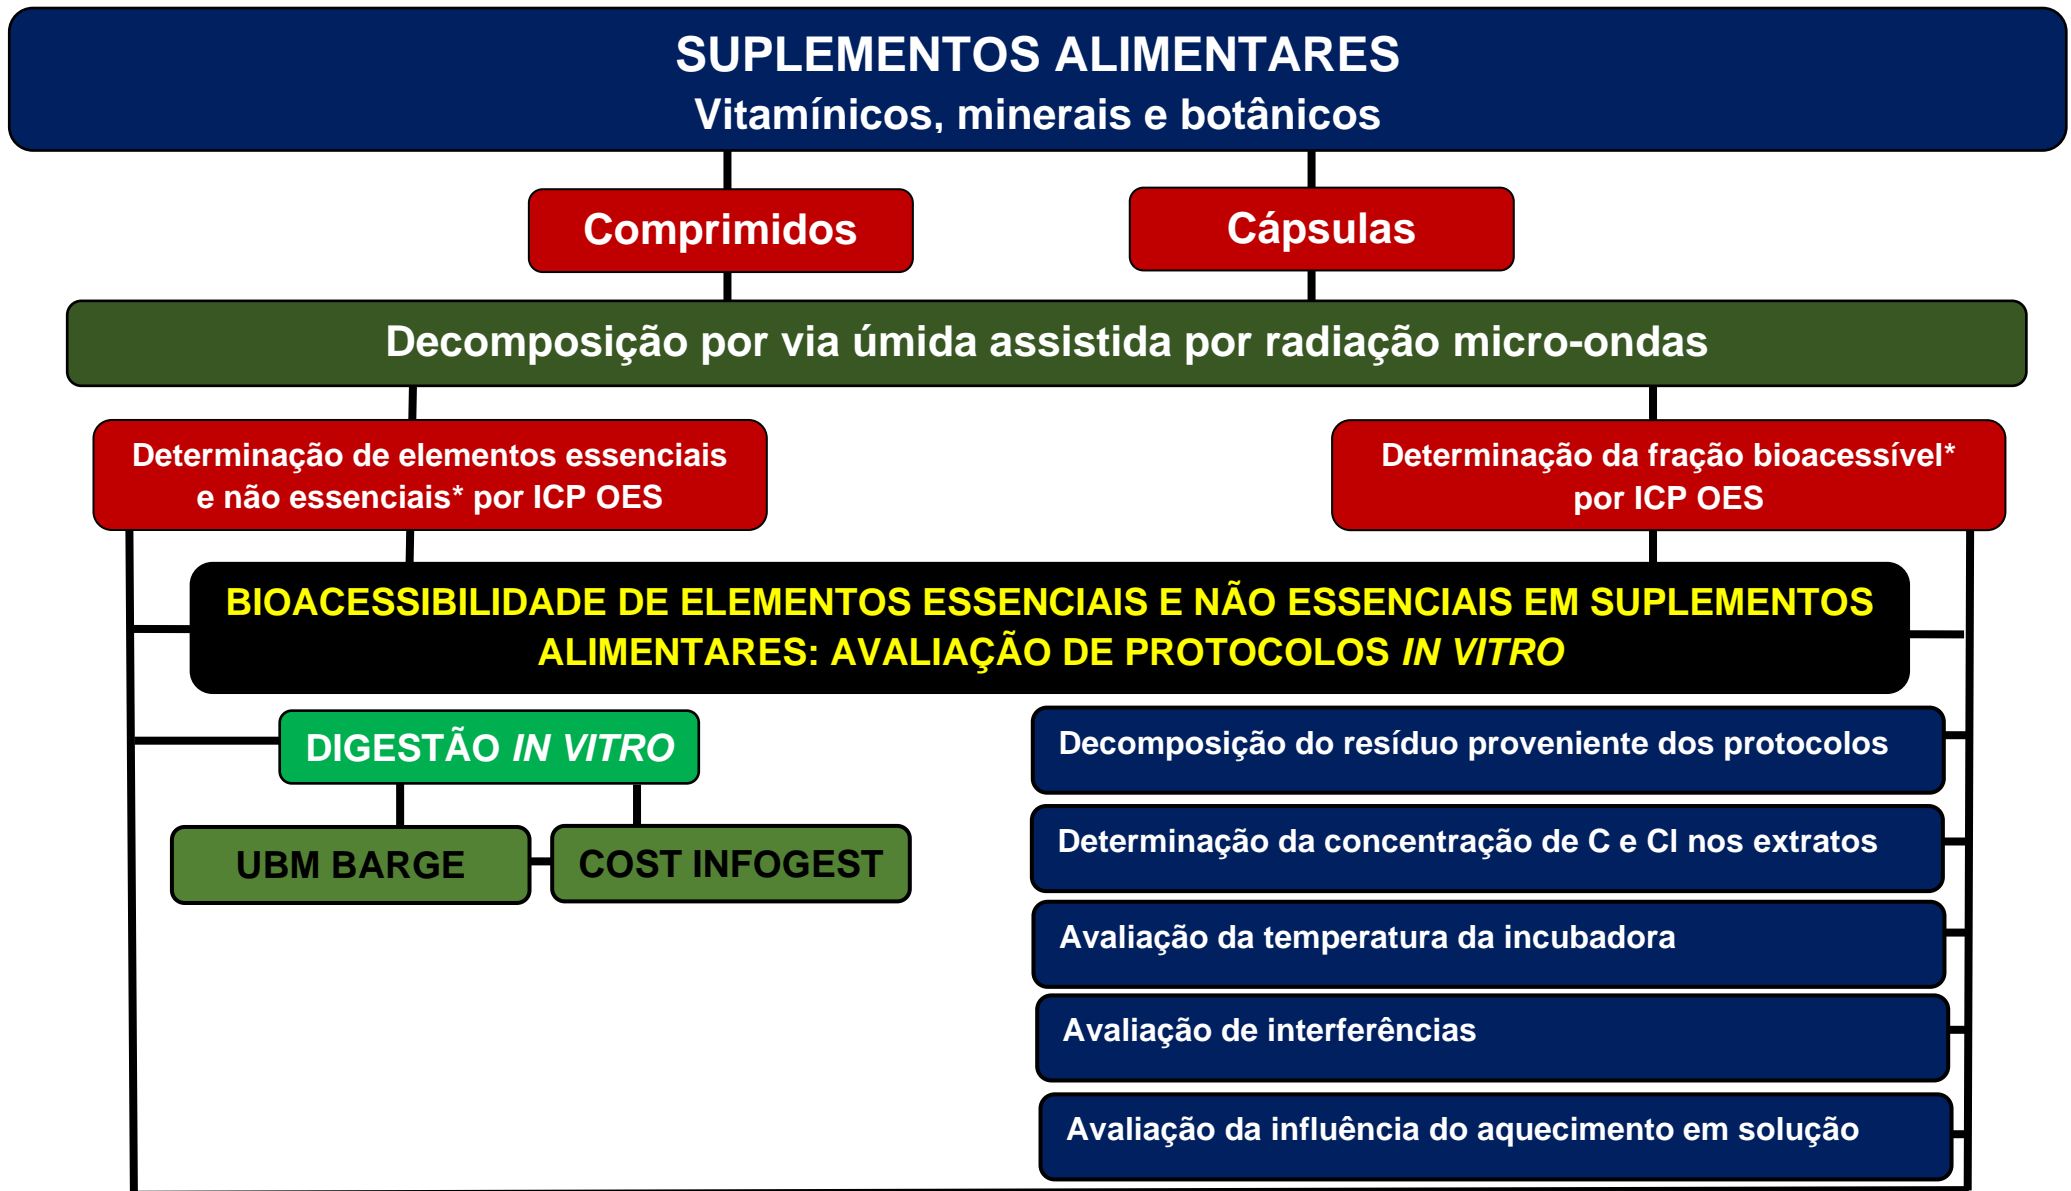 SUPLEMENTOS ALIMENTARES
Vitamínicos, minerais e botânicos
Comprimidos
Cápsulas
Decomposição por via úmida assistida por radiação micro-ondas
Determinação de elementos essenciais
e não essenciais* por ICP OES
Determinação da fração bioacessível*
por ICP OES
BIOACESSIBILIDADE DE ELEMENTOS ESSENCIAIS E NÃO ESSENCIAIS EM SUPLEMENTOS
ALIMENTARES: AVALIAÇÃO DE PROTOCOLOS IN VITRO
DIGESTÃO IN VITRO
UBM BARGE
COST INFOGEST
Decomposição do resíduo proveniente dos protocolos
Determinação da concentração de C e Cl nos extratos
Avaliação da temperatura da incubadora
Avaliação de interferências
Avaliação da influência do aquecimento em solução